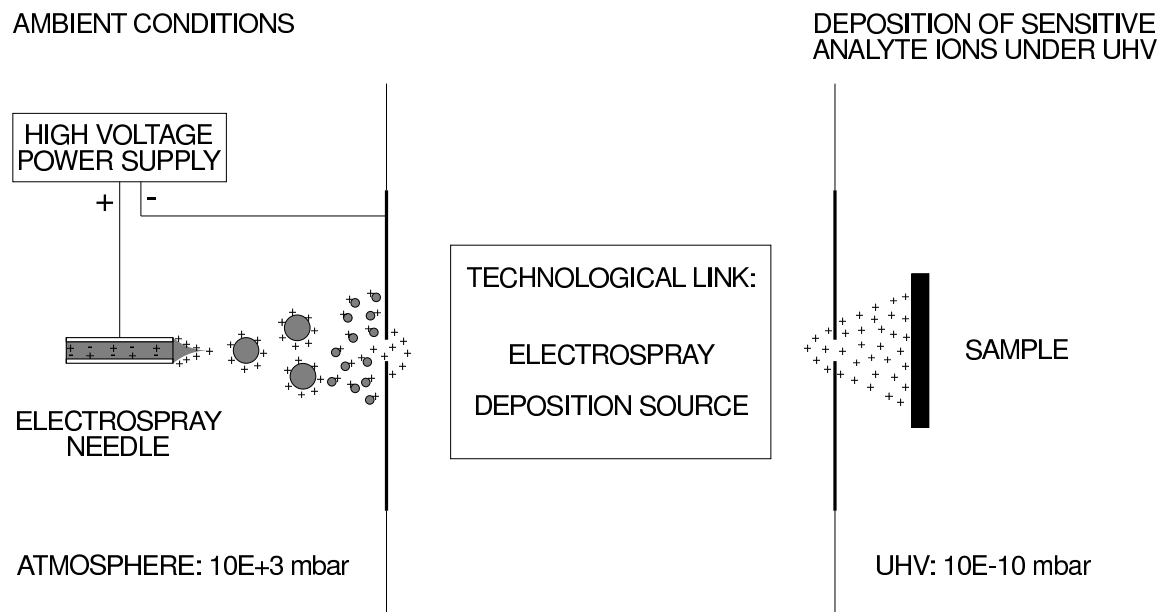 AMBIENT CONDITIONS
DEPOSITION OF SENSITIVE
ANALYTE IONS UNDER UHV
HIGH VOLTAGE
POWER SUPPLY
+ -
TECHNOLOGICAL LINK:
ELECTROSPRAY
DEPOSITION SOURCE
SAMPLE
ELECTROSPRAY
NEEDLE
ATMOSPHERE: 10E+3 mbar
UHV: 10E-10 mbar